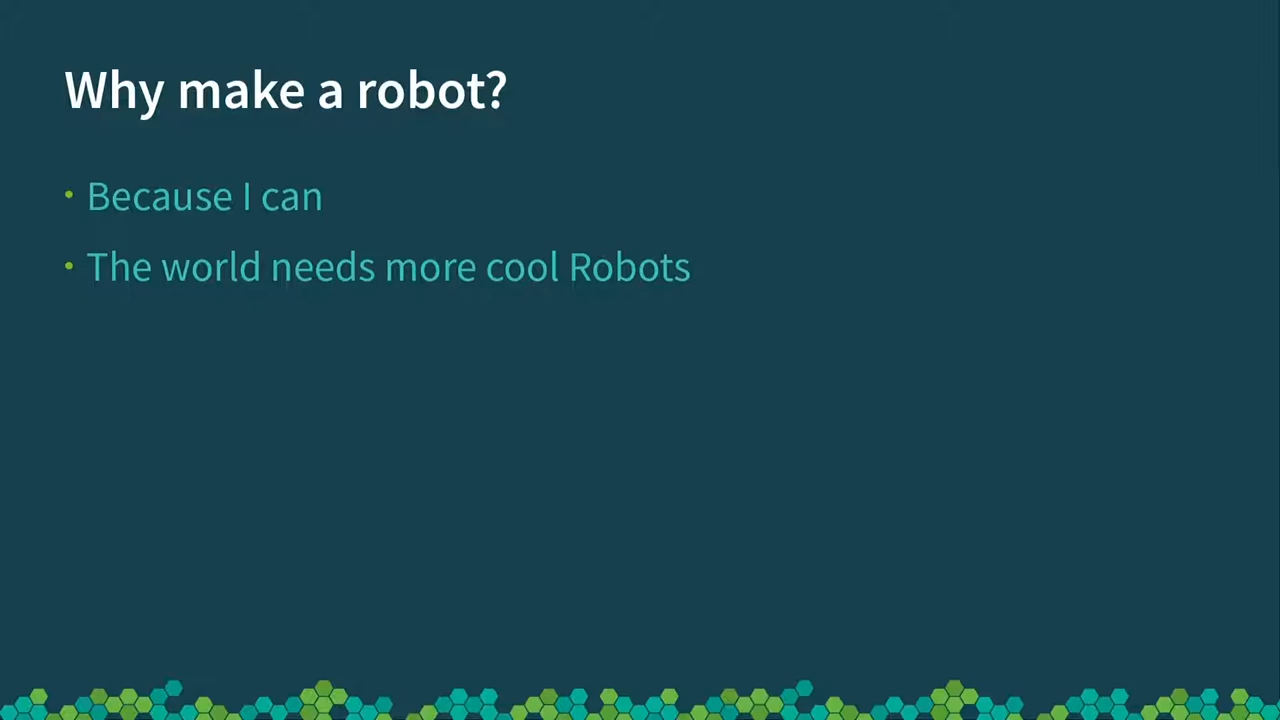 Why make a robot?
• Because I can
• The world needs more cool Robots